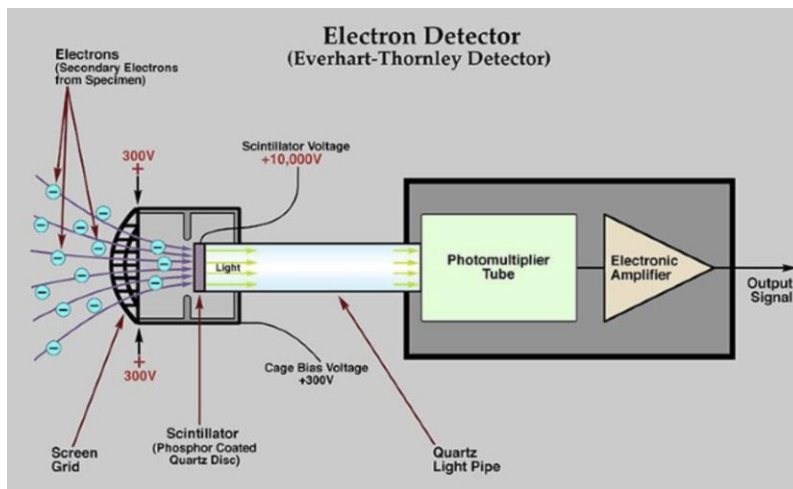 Electron Detector
(Everhart-Thornley Detector)
Electrons
(Secondary Electrons
from Specimen)
300V
+
Scintillator Voltage
+10,000V
Light
Photomultiplier
Tube
Electronic
Amplifier
Output
Signal
+
300V
Cage Bias Voltage
+300V
Screen
Grid
Scintillator
(Phosphor Coated
Quartz Disc)
Quartz
Light Pipe